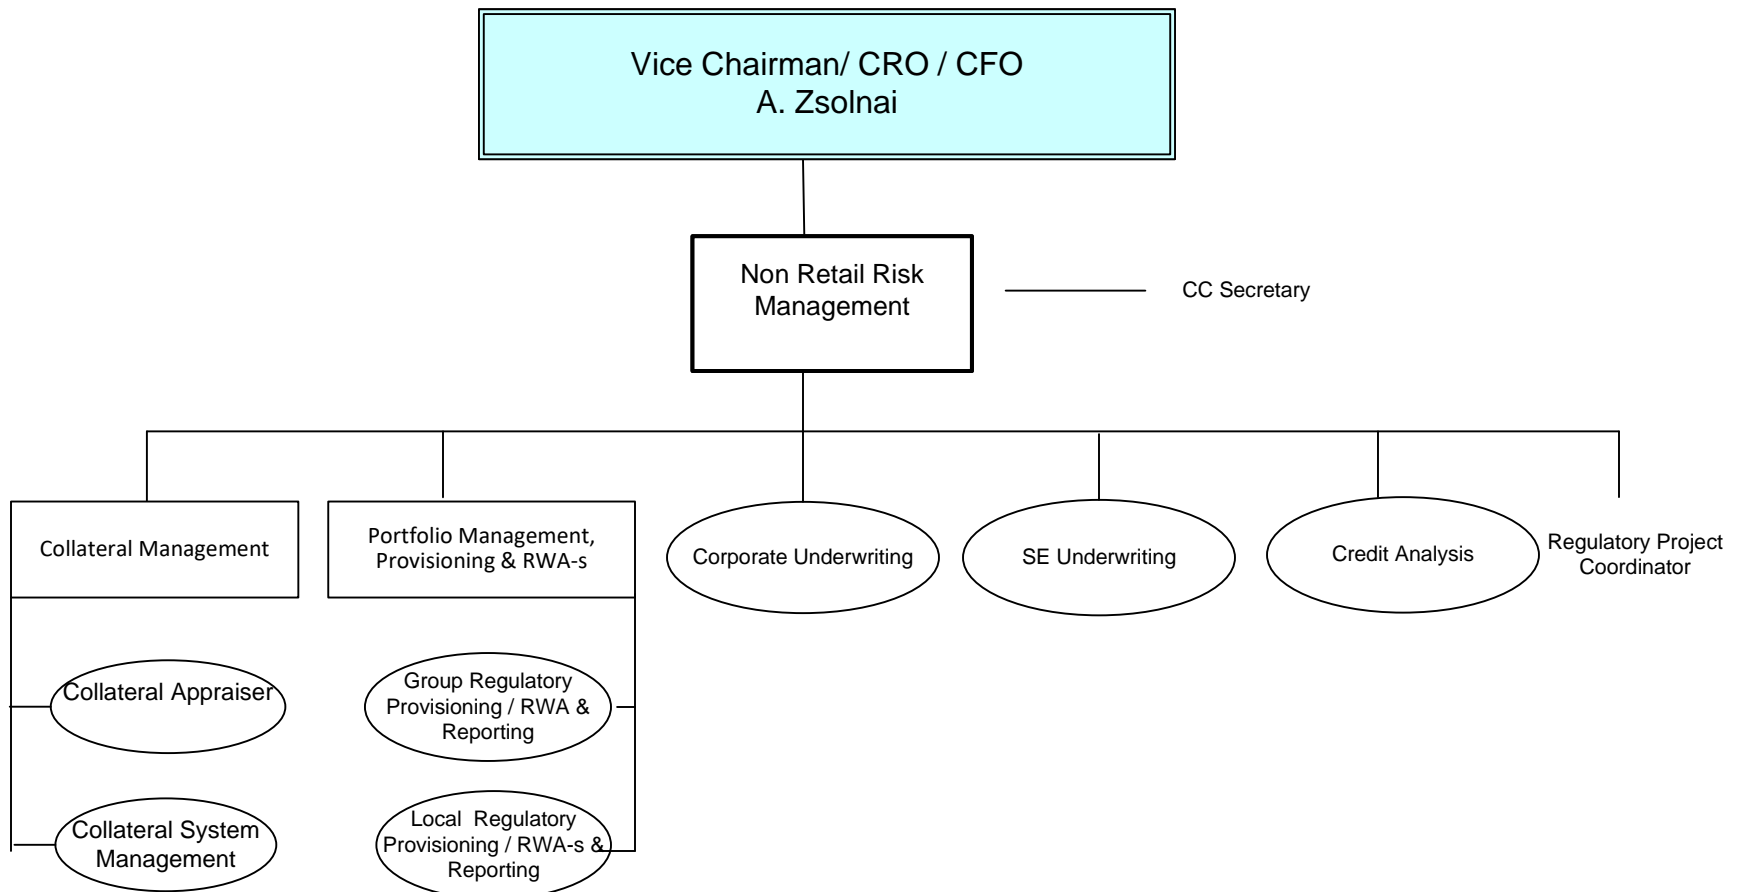 Vice Chairman/ CRO / CFO
A. Zsolnai
Non Retail Risk
Management
CC Secretary
Collateral Management
Portfolio Management,
Provisioning & RWA-s
Corporate Underwriting
SE Underwriting
Credit Analysis
Regulatory Project
Coordinator
Collateral Appraiser
Group Regulatory
Provisioning / RWA &
Reporting
Collateral System
Management
Local Regulatory
Provisioning / RWA-s &
Reporting